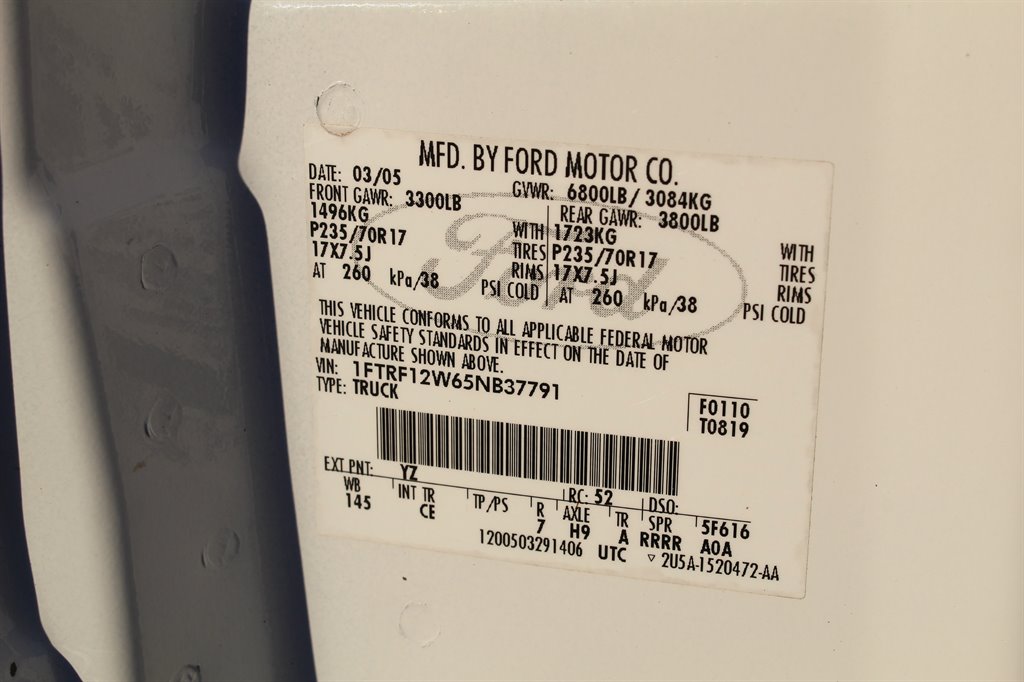 MFD. BY FORD MOTOR CO.
DATE: 03/05 GVWR: 6800LB/ 3084KG
FRONT GAWR: 3300LB REAR GAWR: 3800LB
1496KG WITH 1723KG WITH
P235/70R17 TIRES P235/70R17 TIRES
17X7.5J RIMS 17X7.5J RIMS
AT 260 kPa/38 PSI COLD AT 260 kPa/38 PSI COLD
Ford
THIS VEHICLE CONFORMS TO ALL APPLICABLE FEDERAL MOTOR
VEHICLE SAFETY STANDARDS IN EFFECT ON THE DATE OF
MANUFACTURE SHOWN ABOVE.
VIN: 1FTRF12W65NB37791
TYPE: TRUCK
F0110
T0819
EXT PNT: YZ RC: 52 DSO:
WB INT TR TP/PS R AXLE TR SPR 5F616
145 CE 7 H9 A RRRR A0A
1200503291406 UTC ▽ 2U5A-1520472-AA